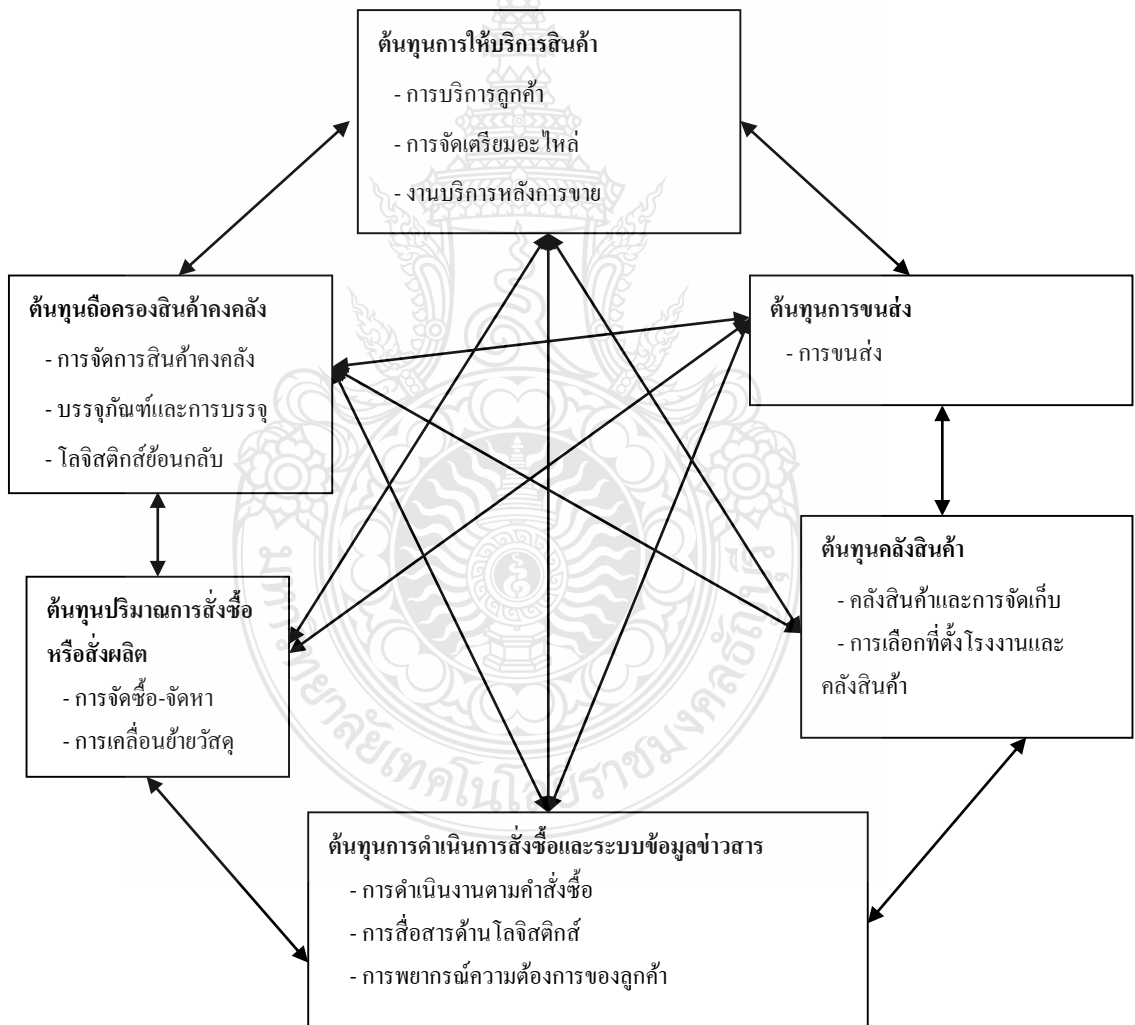 ต้นทุนการให้บริการสินค้า
- การบริการลูกค้า
- การจัดเตรียมอะไหล่
- งานบริการหลังการขาย
ต้นทุนถือครองสินค้าคงคลัง
- การจัดการสินค้าคงคลัง
- บรรจุภัณฑ์และการบรรจุ
- โลจิสติกส์ย้อนกลับ
ต้นทุนการขนส่ง
- การขนส่ง
ต้นทุนคลังสินค้า
- คลังสินค้าและการจัดเก็บ
- การเลือกที่ตั้งโรงงานและ
คลังสินค้า
ต้นทุนปริมาณการสั่งซื้อ
หรือสั่งผลิต
- การจัดซื้อ-จัดหา
- การเคลื่อนย้ายวัสดุ
ต้นทุนการดำเนินการสั่งซื้อและระบบข้อมูลข่าวสาร
- การดำเนินงานตามคำสั่งซื้อ
- การสื่อสารด้านโลจิสติกส์
- การพยากรณ์ความต้องการของลูกค้า